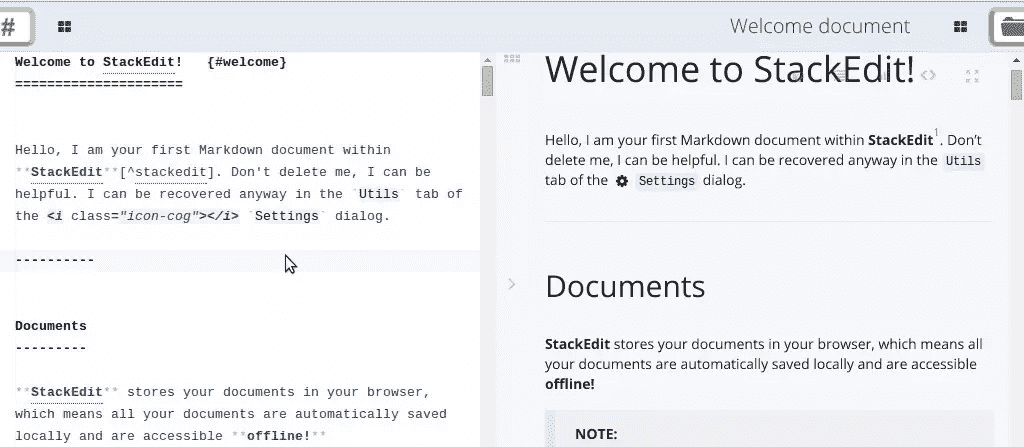 #
Welcome document
Welcome to StackEdit!   {#welcome}
=====================
Hello, I am your first Markdown document within
**StackEdit**[^stackedit]. Don't delete me, I can be
helpful. I can be recovered anyway in the `Utils` tab of
the <i class="icon-cog"></i> `Settings` dialog.
----------
Documents
---------
**StackEdit** stores your documents in your browser,
which means all your documents are automatically saved
locally and are accessible **offline!**
Welcome to StackEdit!
<>
Hello, I am your first Markdown document within StackEdit1. Don't
delete me, I can be helpful. I can be recovered anyway in the Utils
tab of the Settings dialog.
Documents
StackEdit stores your documents in your browser, which means all
your documents are automatically saved locally and are accessible
offline!
NOTE: